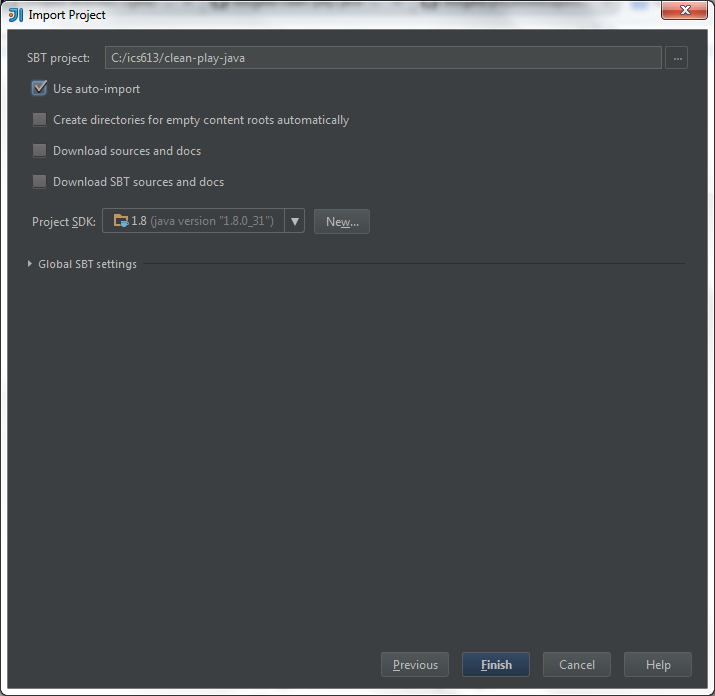 Import Project
SBT project: C:/ics613/clean-play-java ...
Use auto-import
Create directories for empty content roots automatically
Download sources and docs
Download SBT sources and docs
Project SDK: 1.8 (java version "1.8.0_31") New...
Global SBT settings
Previous Finish Cancel Help